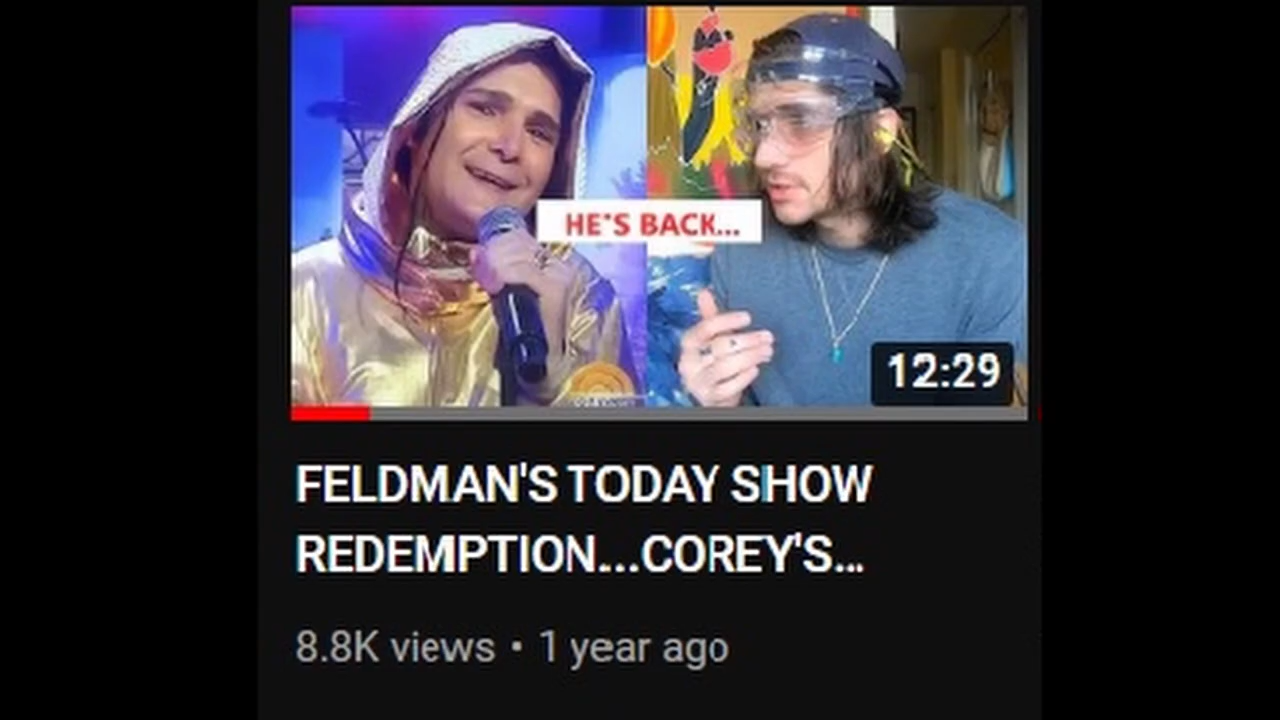 HE'S BACK...
12:29
FELDMAN'S TODAY SHOW
REDEMPTION...COREY'S...
8.8K views • 1 year ago